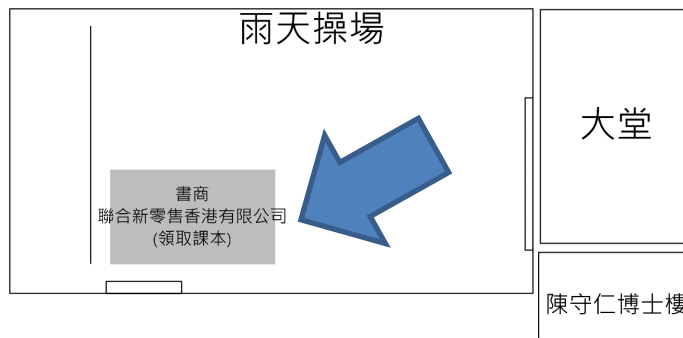 雨天操場
大堂
書商
聯合新零售香港有限公司
(領取課本)
陳守仁博士樓